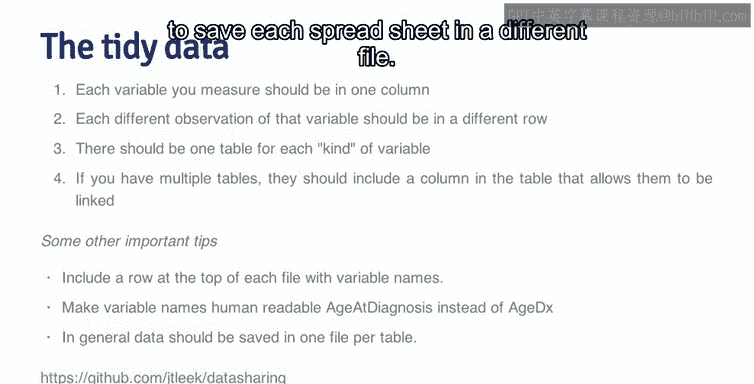 to save each spread sheet in a different
file.
The tidy data
1. Each variable you measure should be in one column
2. Each different observation of that variable should be in a different row
3. There should be one table for each "kind" of variable
4. If you have multiple tables, they should include a column in the table that allows them to be
linked
Some other important tips
· Include a row at the top of each file with variable names.
· Make variable names human readable AgeAtDiagnosis instead of AgeDx
· In general data should be saved in one file per table.
https://github.com/jtleek/datasharing